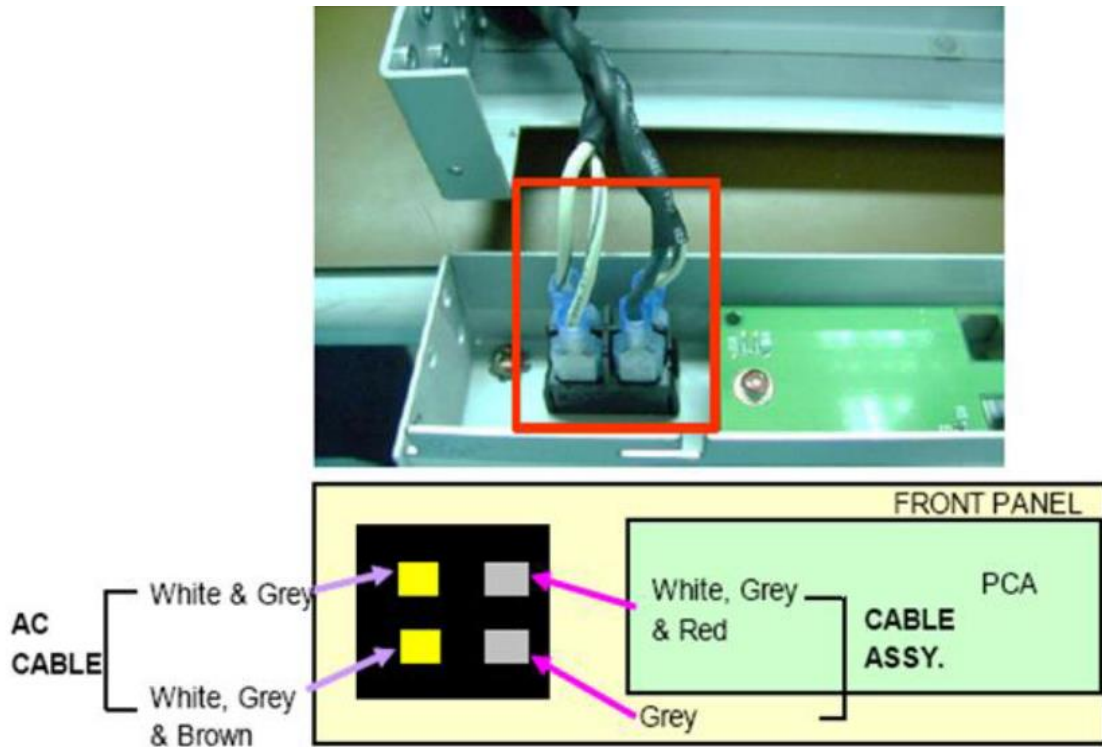 FRONT PANEL
White & Grey
AC
CABLE
White, Grey
& Brown
White, Grey
& Red
PCA
CABLE
ASSY.
Grey